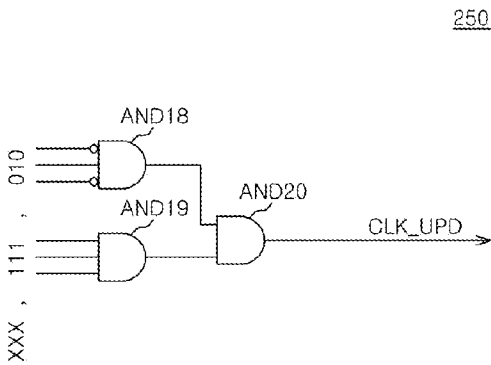 250
AND18
AND19
AND20
CLK_UPD
XXX , 111 , 010